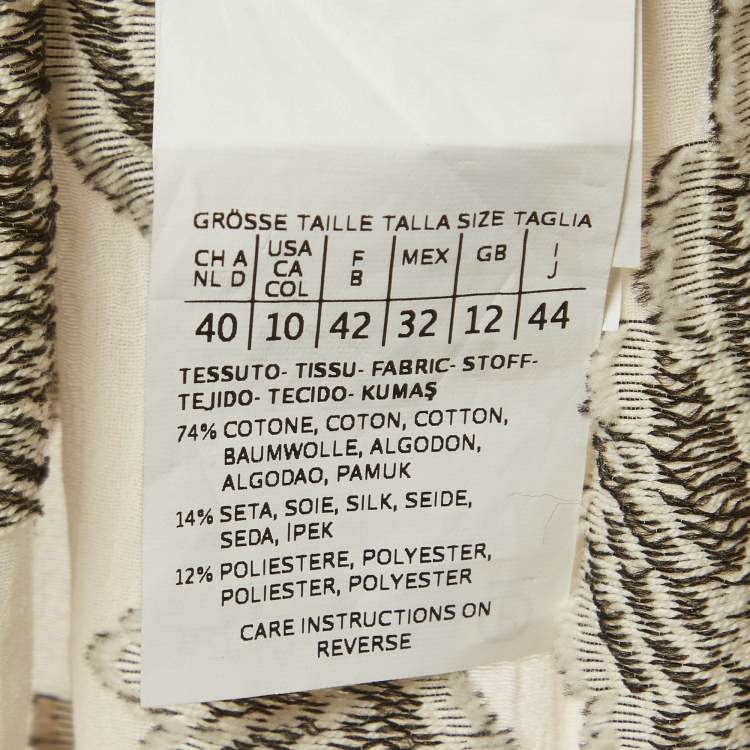 GRÖSSE TAILLE TALLA SIZE TAGLIA
CH A NL D | USA CA COL | F B | MEX | GB | I J
40 | 10 | 42 | 32 | 12 | 44
TESSUTO- TISSU- FABRIC- STOFF-
TEJIDO- TECIDO- KUMAŞ
74% COTONE, COTON, COTTON,
BAUMWOLLE, ALGODON,
ALGODAO, PAMUK
14% SETA, SOIE, SILK, SEIDE,
SEDA, İPEK
12% POLIESTERE, POLYESTER,
POLIESTER, POLYESTER
CARE INSTRUCTIONS ON
REVERSE